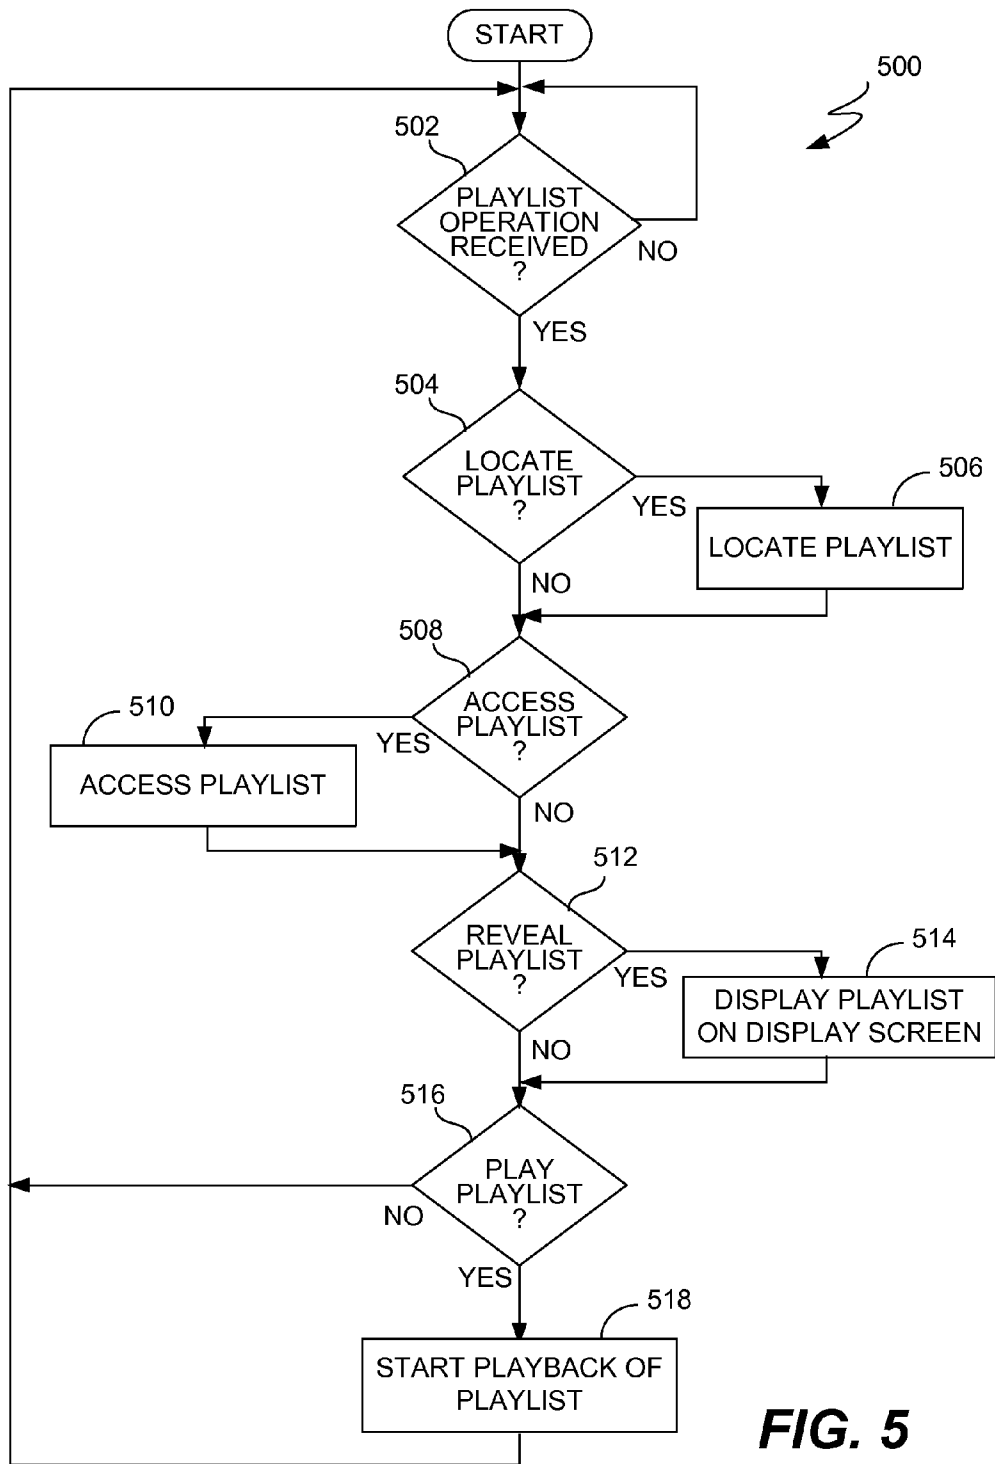 START
500
502
PLAYLIST
OPERATION
RECEIVED
?
NO
YES
504
LOCATE
PLAYLIST
?
YES
506
LOCATE PLAYLIST
NO
508
ACCESS
PLAYLIST
?
YES
510
ACCESS PLAYLIST
NO
512
REVEAL
PLAYLIST
?
YES
514
DISPLAY PLAYLIST
ON DISPLAY SCREEN
NO
516
PLAY
PLAYLIST
?
NO
YES
518
START PLAYBACK OF
PLAYLIST
FIG. 5